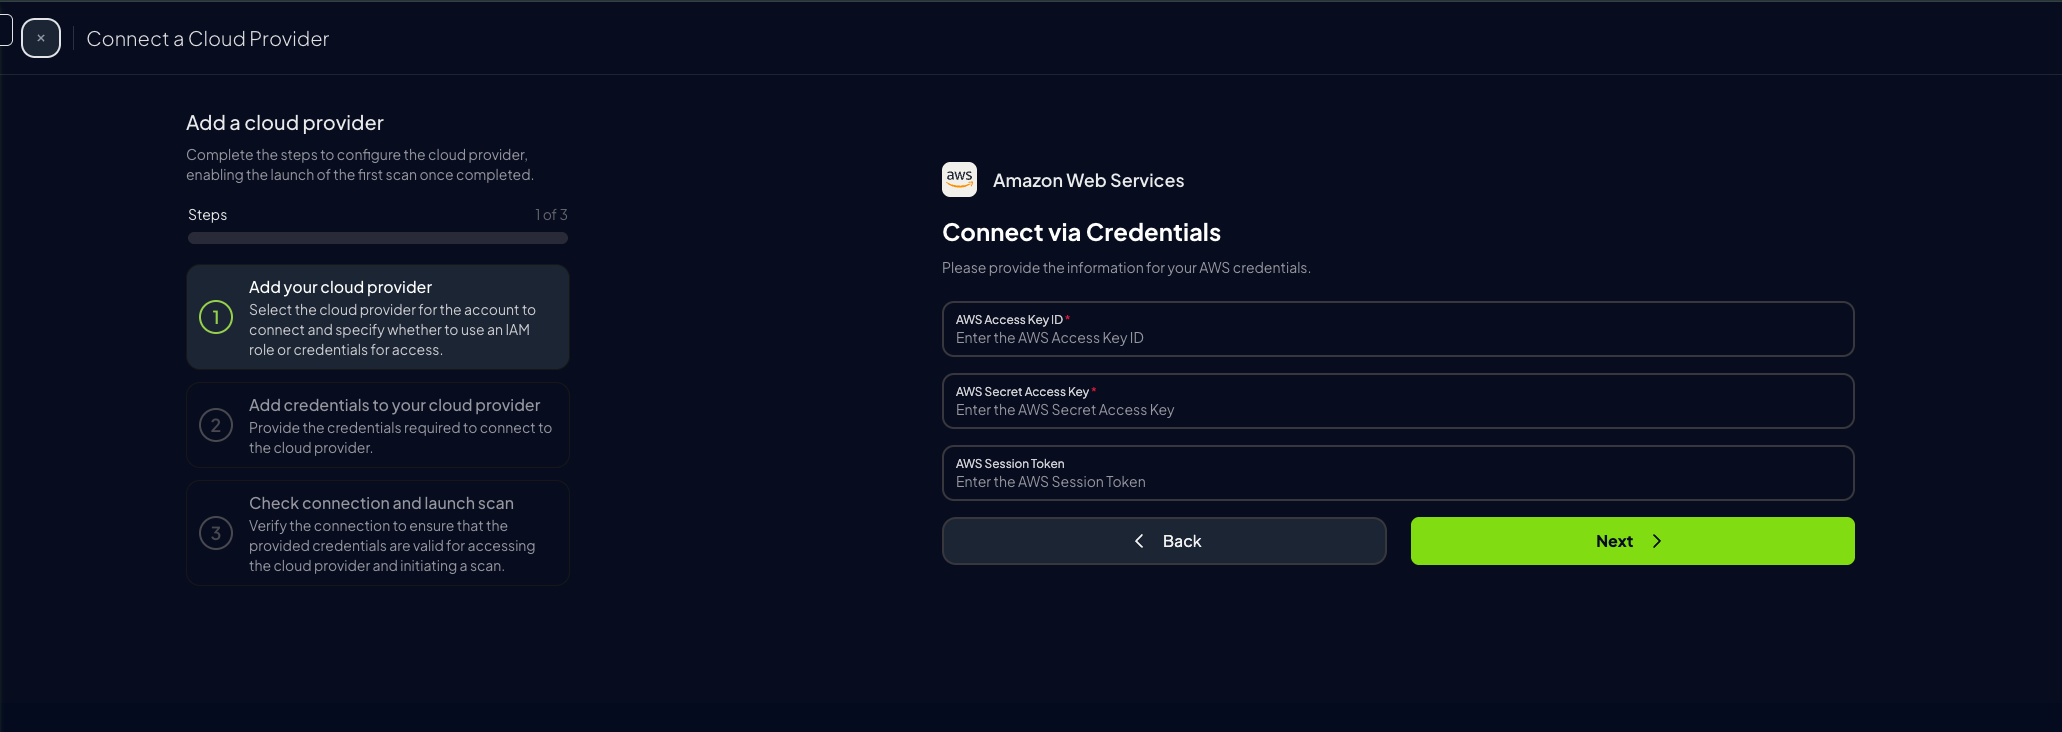 Connect a Cloud Provider
Add a cloud provider
Complete the steps to configure the cloud provider,
enabling the launch of the first scan once completed.
Steps
1 of 3
1
Add your cloud provider
Select the cloud provider for the account to
connect and specify whether to use an IAM
role or credentials for access.
2
Add credentials to your cloud provider
Provide the credentials required to connect to
the cloud provider.
3
Check connection and launch scan
Verify the connection to ensure that the
provided credentials are valid for accessing
the cloud provider and initiating a scan.
aws
Amazon Web Services
Connect via Credentials
Please provide the information for your AWS credentials.
AWS Access Key ID*
Enter the AWS Access Key ID
AWS Secret Access Key*
Enter the AWS Secret Access Key
AWS Session Token
Enter the AWS Session Token
Back
Next